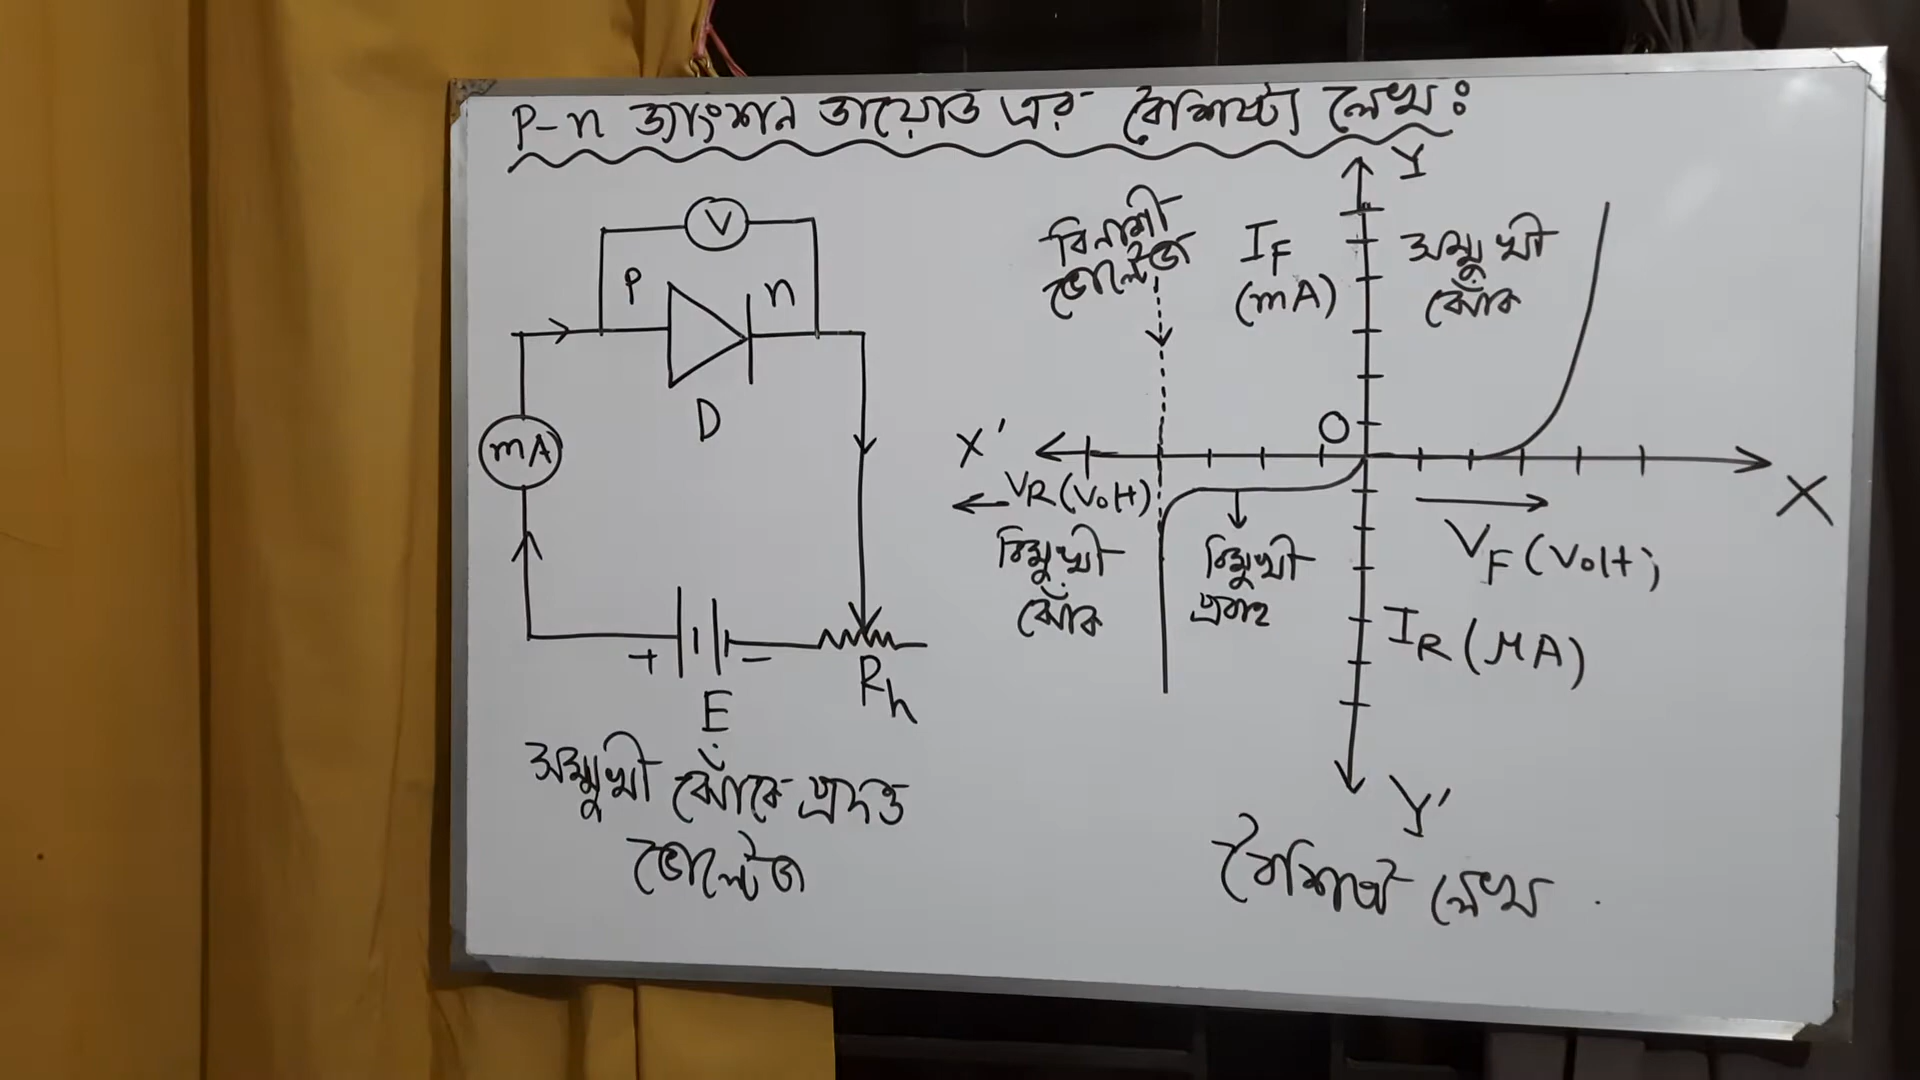 P-n জাংশন ডায়োড এর বৈশিষ্ট্য লেখঃ
V
P
n
D
mA
+
-
E
Rh
সম্মুখী ঝোঁকে প্রদত্ত
ভোল্টেজ
Y
বিনাশী
ভোল্টেজ
IF
(mA)
সম্মুখী
ঝোঁক
X'
O
X
VR (Volt)
বিমুখী
ঝোঁক
বিমুখী
প্রবাহ
VF (Volt)
IR (μA)
Y'
বৈশিষ্ট লেখ